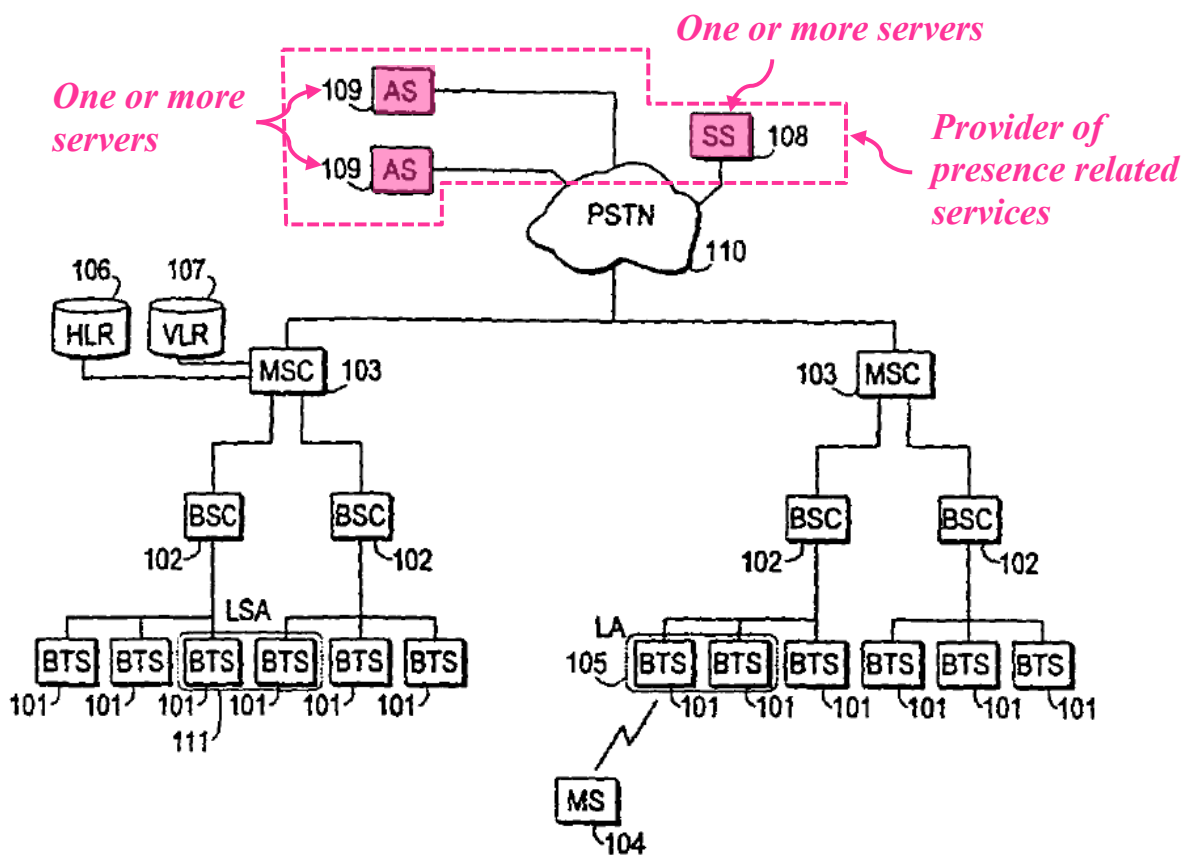 One or more servers
One or more
servers
109
AS
109
AS
SS
108
Provider of
presence related
services
PSTN
110
106
107
HLR
VLR
MSC
103
103
MSC
BSC
BSC
BSC
BSC
102
102
102
102
LSA
LA
105
BTS
BTS
BTS
BTS
BTS
BTS
BTS
BTS
BTS
BTS
BTS
BTS
101
101
101
101
101
101
101
101
101
101
101
101
111
MS
104